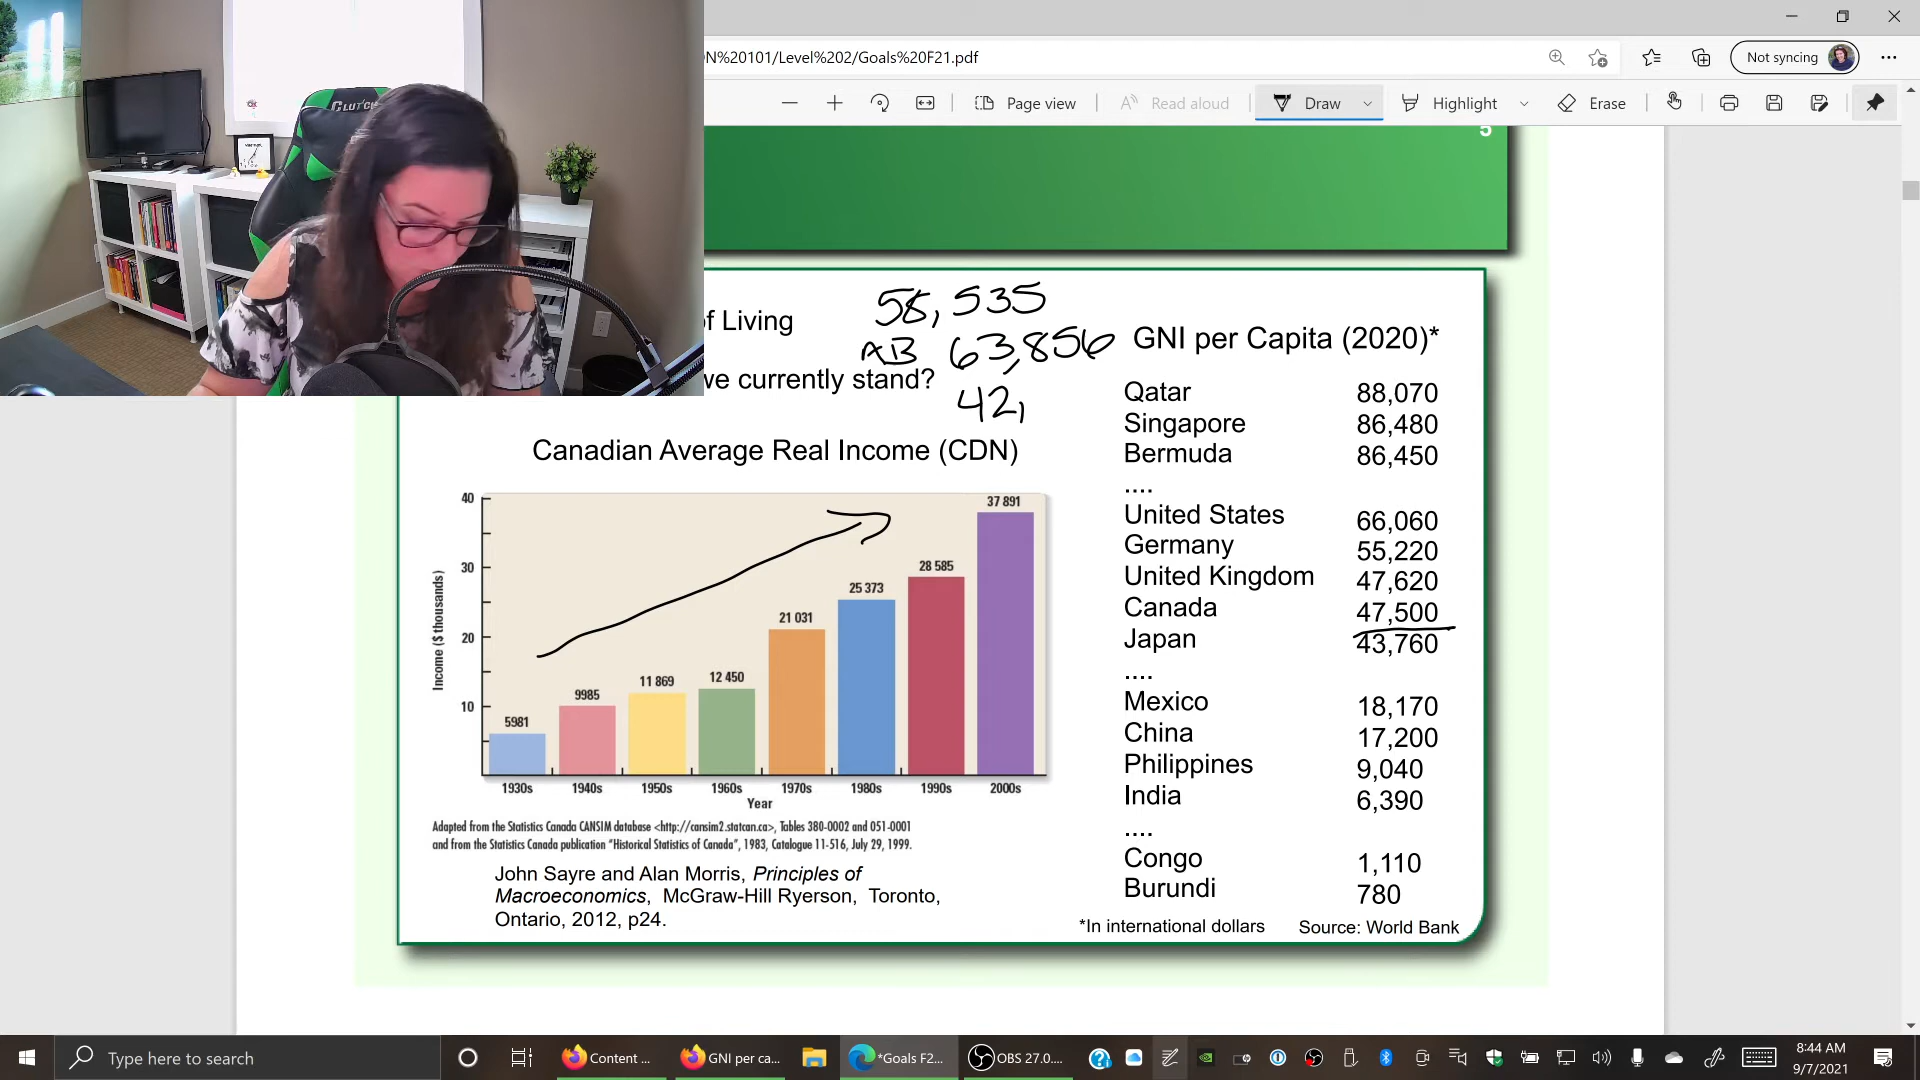 CLUTCH
N%20101/Level%202/Goals%20F21.pdf
Not syncing
Page view
Read aloud
Draw
Highlight
Erase
5
f Living
58,535
AB 63,856
we currently stand?
42,
Canadian Average Real Income (CDN)
Income ($ thousands)
40
30
20
10
5981
9985
11 869
12 450
21 031
25 373
28 585
37 891
1930s 1940s 1950s 1960s 1970s 1980s 1990s 2000s
Year
Adapted from the Statistics Canada CANSIM database <http://cansim2.statcan.ca>, Tables 380-0002 and 051-0001
and from the Statistics Canada publication "Historical Statistics of Canada", 1983, Catalogue 11-516, July 29, 1999.
John Sayre and Alan Morris, Principles of
Macroeconomics, McGraw-Hill Ryerson, Toronto,
Ontario, 2012, p24.
GNI per Capita (2020)*
Qatar 88,070
Singapore 86,480
Bermuda 86,450
....
United States 66,060
Germany 55,220
United Kingdom 47,620
Canada 47,500
Japan 43,760
....
Mexico 18,170
China 17,200
Philippines 9,040
India 6,390
....
Congo 1,110
Burundi 780
*In international dollars Source: World Bank
Type here to search
Content ...
GNI per ca...
*Goals F2...
OBS 27.0....
8:44 AM
9/7/2021